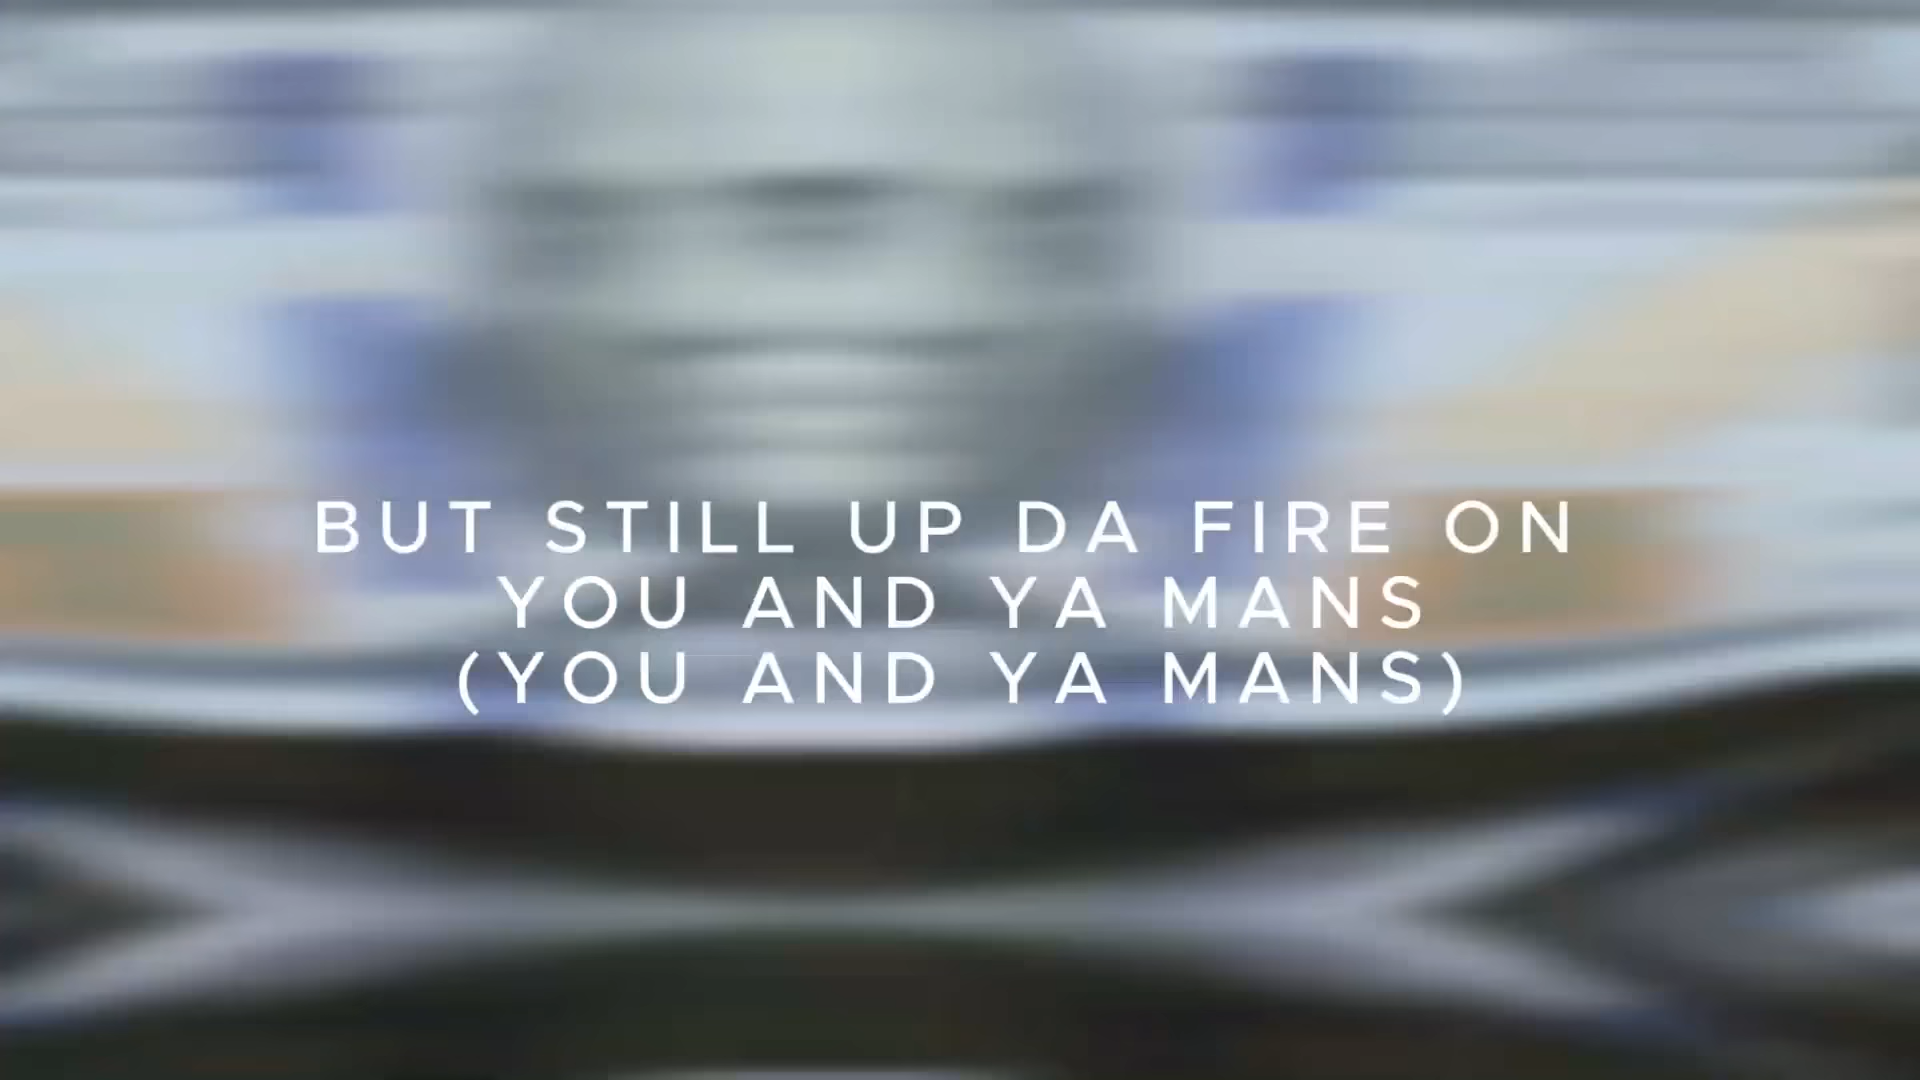 BUT STILL UP DA FIRE ON
YOU AND YA MANS
(YOU AND YA MANS)